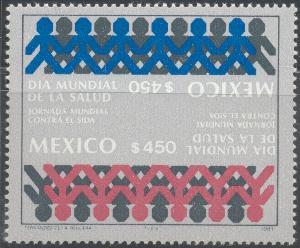 DIA MUNDIAL
DE LA SALUD
JORNADA MUNDIAL
CONTRA EL SIDA
MEXICO $450
DIA MUNDIAL
DE LA SALUD
JORNADA MUNDIAL
CONTRA EL SIDA
MEXICO $450